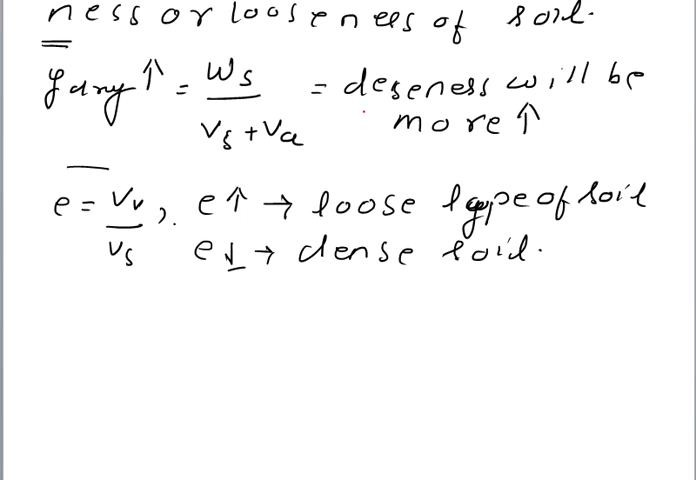 ness or looseness of soil.
γdry ↑ = Ws / Vs + Va = deseness will be more ↑
e = Vv / Vs , e ↑ → loose type of soil
e ↓ → dense soil.